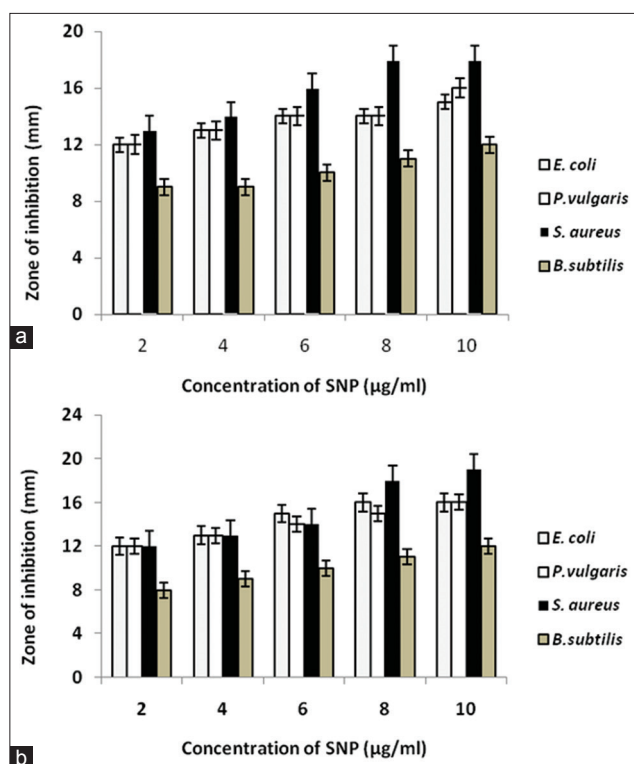 20
16
12
8
4
0
Zone of inhibition (mm)
2 4 6 8 10
Concentration of SNP (µg/ml)
E. coli
P.vulgaris
S. aureus
B.subtilis
a
24
20
16
12
8
4
0
Zone of inhibition (mm)
2 4 6 8 10
Concentration of SNP (µg/ml)
E. coli
P.vulgaris
S. aureus
B.subtilis
b